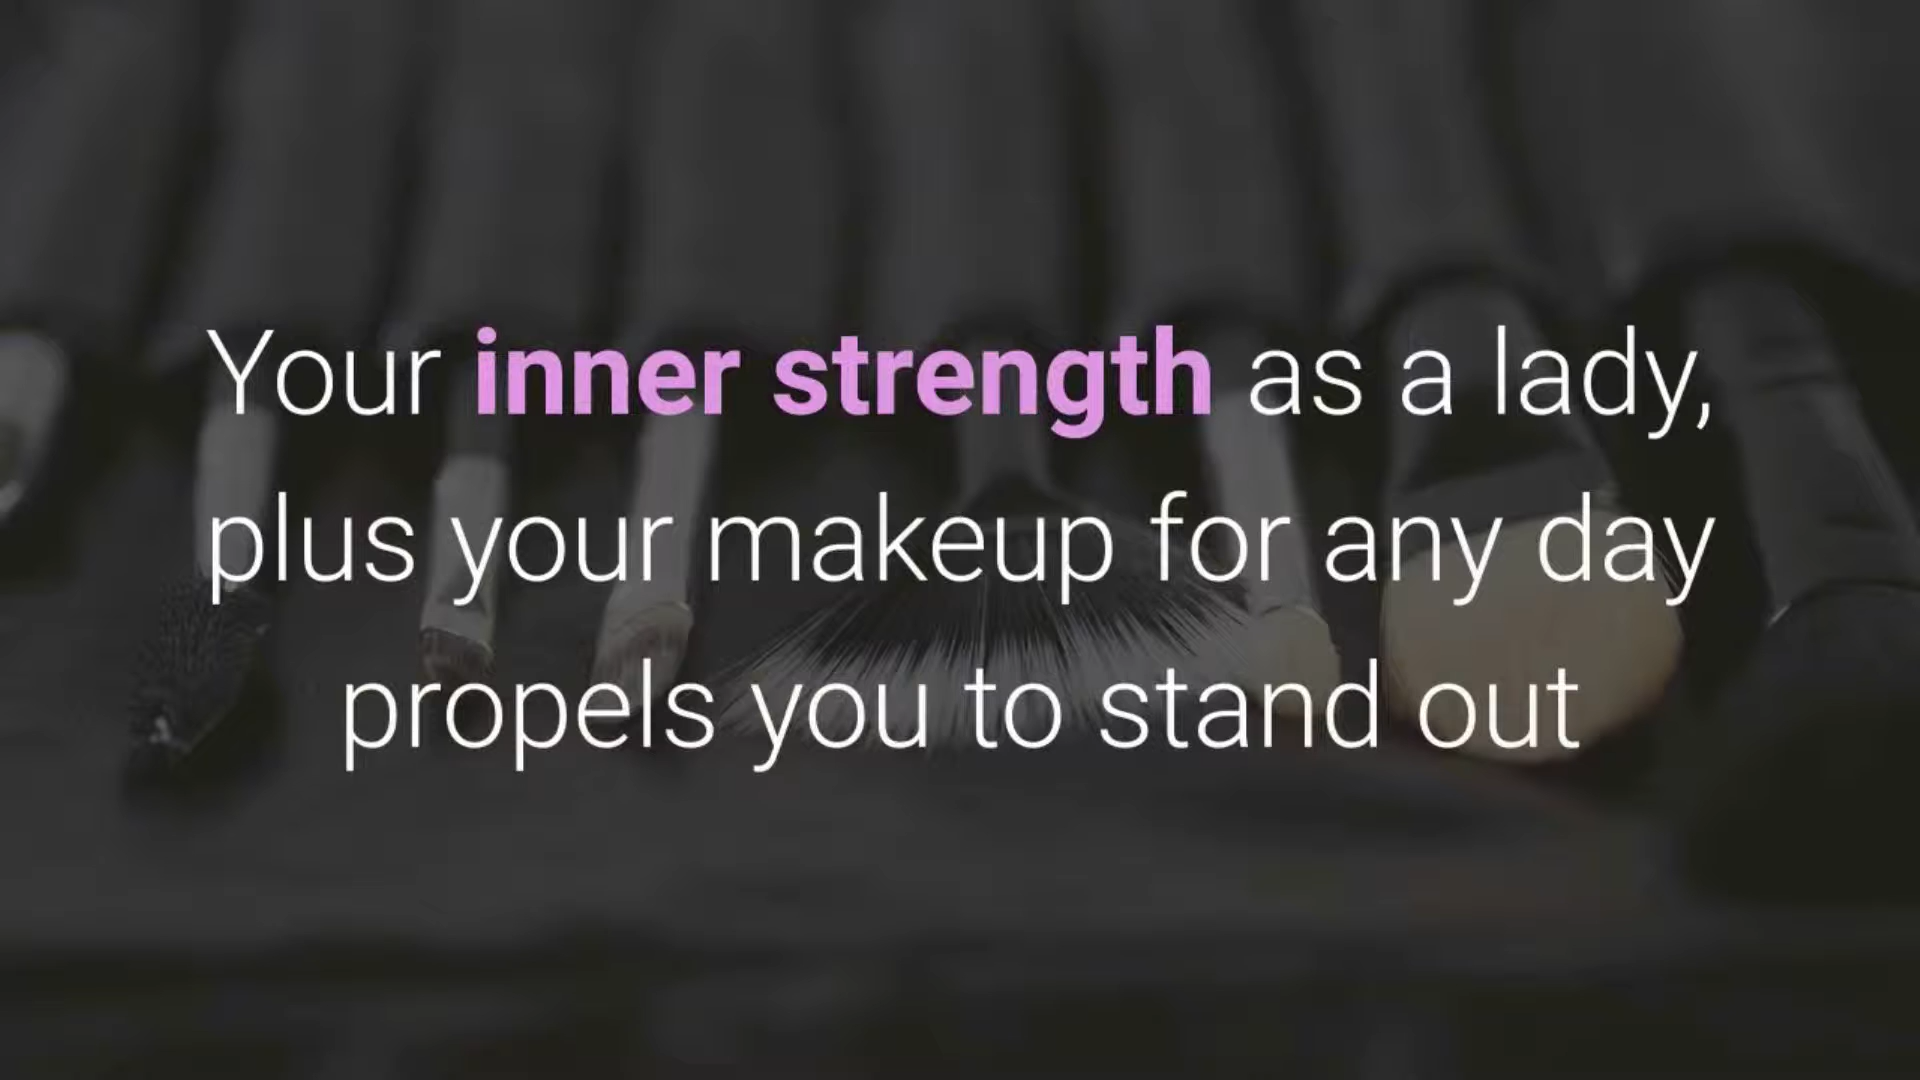 Your inner strength as a lady,
plus your makeup for any day
propels you to stand out